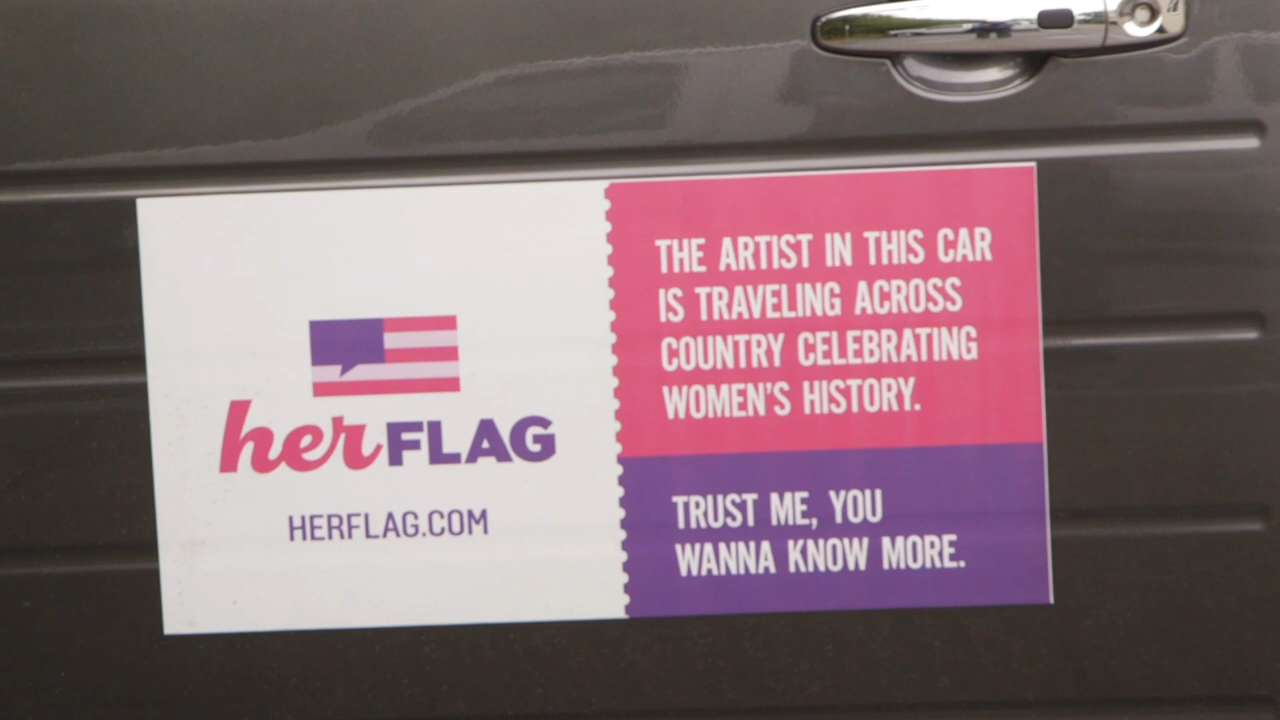 herFLAG
HERFLAG.COM
THE ARTIST IN THIS CAR
IS TRAVELING ACROSS
COUNTRY CELEBRATING
WOMEN'S HISTORY.
TRUST ME, YOU
WANNA KNOW MORE.